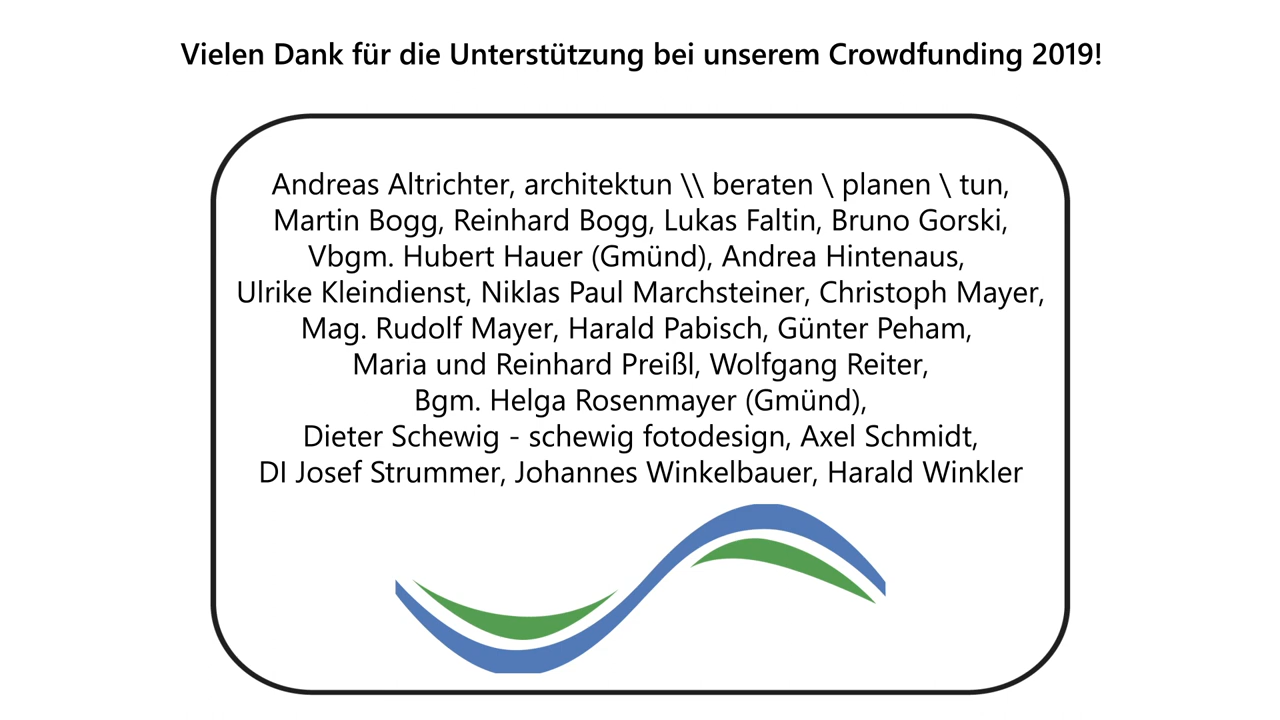 Vielen Dank für die Unterstützung bei unserem Crowdfunding 2019!
Andreas Altrichter, architektun \\ beraten \ planen \ tun,
Martin Bogg, Reinhard Bogg, Lukas Faltin, Bruno Gorski,
Vbgm. Hubert Hauer (Gmünd), Andrea Hintenaus,
Ulrike Kleindienst, Niklas Paul Marchsteiner, Christoph Mayer,
Mag. Rudolf Mayer, Harald Pabisch, Günter Peham,
Maria und Reinhard Preißl, Wolfgang Reiter,
Bgm. Helga Rosenmayer (Gmünd),
Dieter Schewig - schewig fotodesign, Axel Schmidt,
DI Josef Strummer, Johannes Winkelbauer, Harald Winkler